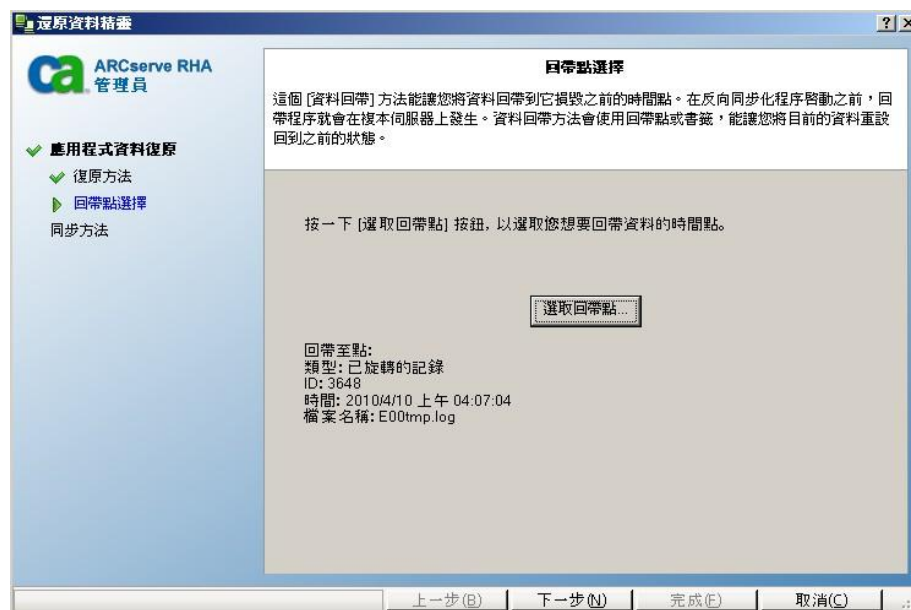 還原資料精靈
ca ARCserve RHA
管理員
應用程式資料復原
復原方法
回帶點選擇
同步方法
回帶點選擇
這個 [資料回帶] 方法能讓您將資料回帶到它損毀之前的時間點。在反向同步化程序啟動之前，回
帶程序就會在複本伺服器上發生。資料回帶方法會使用回帶點或書籤，能讓您將目前的資料重設
回到之前的狀態。
按一下 [選取回帶點] 按鈕, 以選取您想要回帶資料的時間點。
選取回帶點...
回帶至點:
類型: 已旋轉的記錄
ID: 3648
時間: 2010/4/10 上午 04:07:04
檔案名稱: E00tmp.log
上一步(B)
下一步(N)
完成(F)
取消(C)